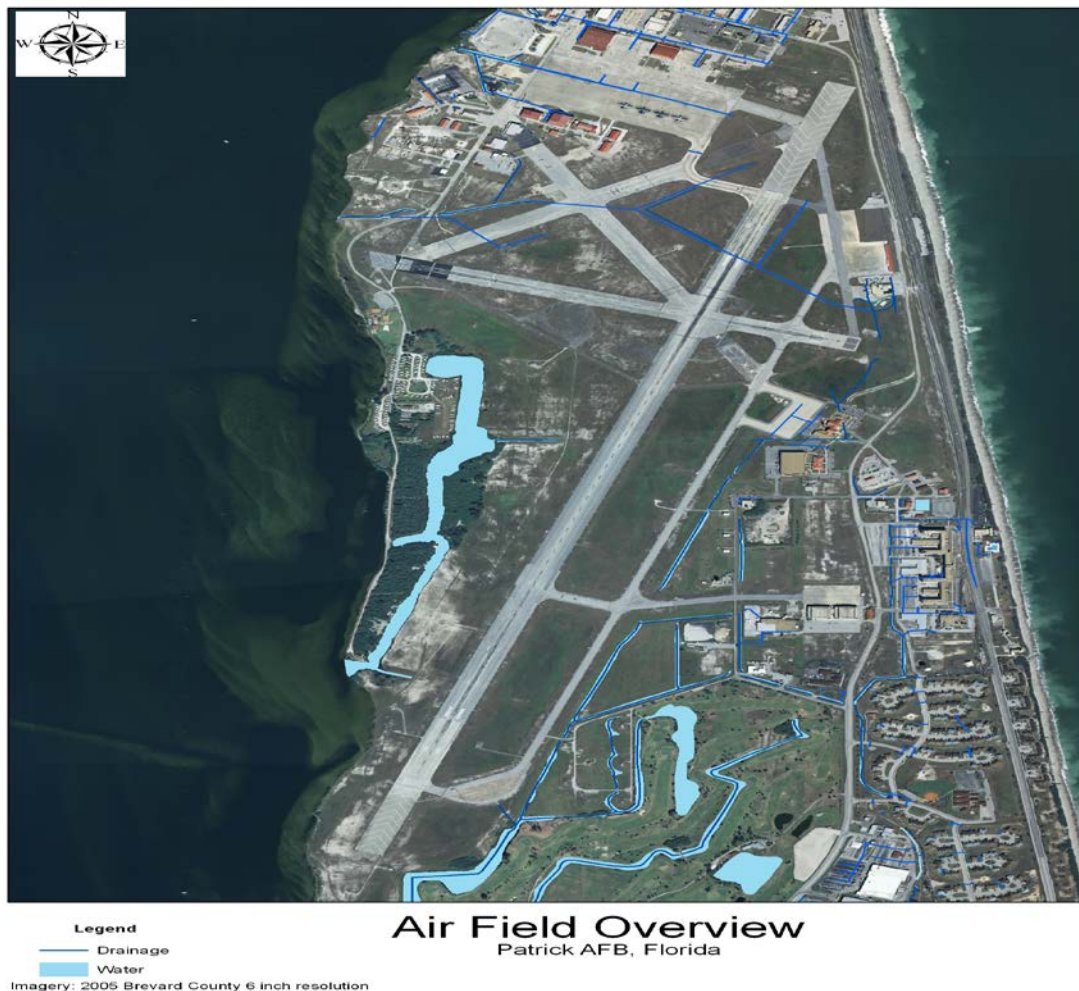 N
W E
S
Air Field Overview
Patrick AFB, Florida
Legend
Drainage
Water
Imagery: 2005 Brevard County 6 inch resolution